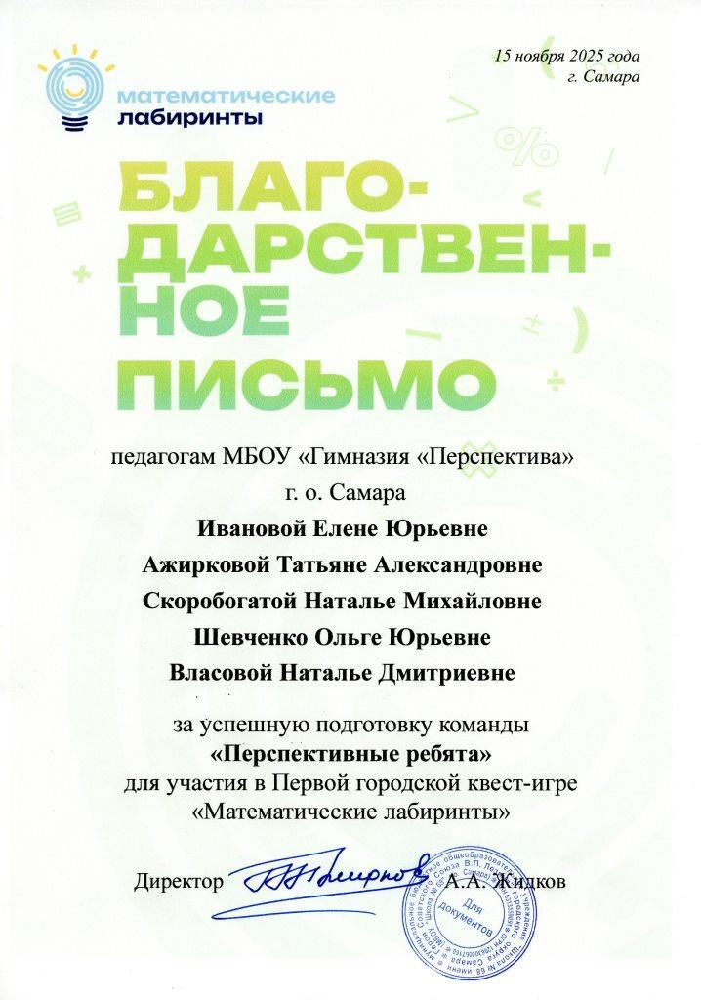 15 ноября 2025 года
г. Самара
математические
лабиринты
БЛАГО-
ДАРСТВЕН-
НОЕ
ПИСЬМО
педагогам МБОУ «Гимназия «Перспектива»
г. о. Самара
Ивановой Елене Юрьевне
Ажирковой Татьяне Александровне
Скоробогатой Наталье Михайловне
Шевченко Ольге Юрьевне
Власовой Наталье Дмитриевне
за успешную подготовку команды
«Перспективные ребята»
для участия в Первой городской квест-игре
«Математические лабиринты»
Директор А.А. Жидков
Для
документов